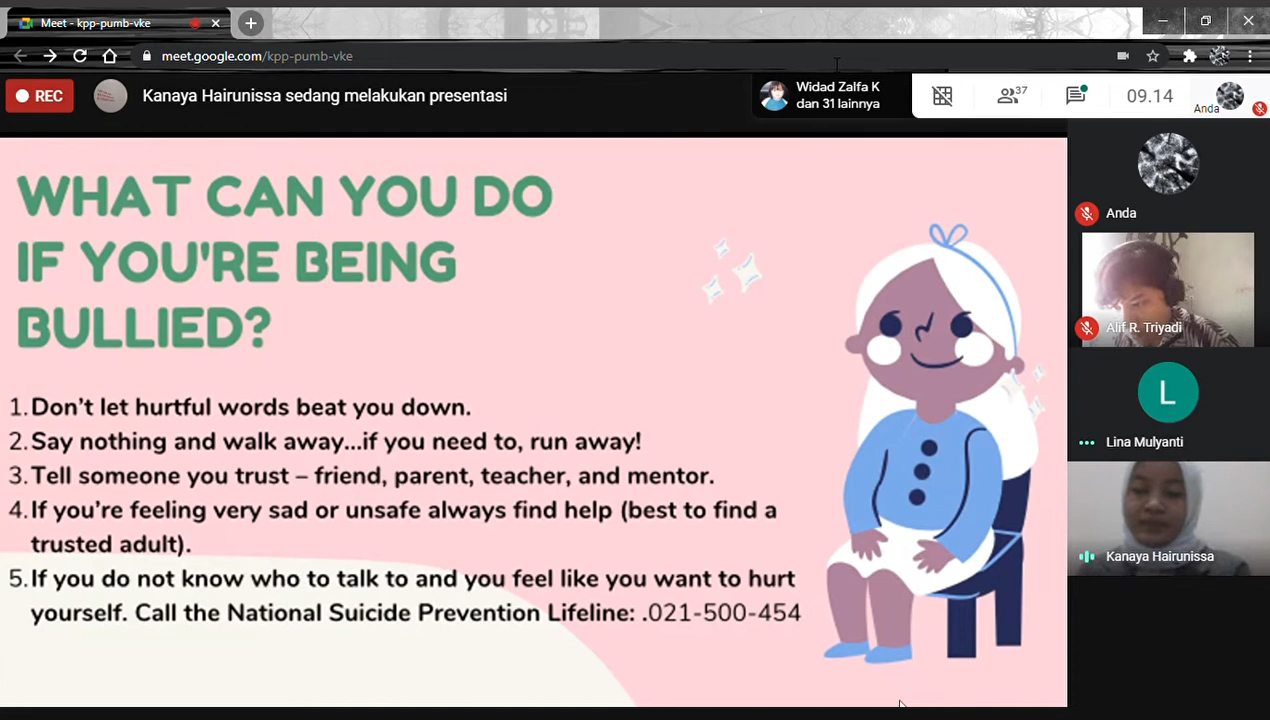 Meet - kpp-pumb-vke
meet.google.com/kpp-pumb-vke
REC
Kanaya Hairunissa sedang melakukan presentasi
Widad Zalfa K
dan 31 lainnya
37
09.14
Anda
WHAT CAN YOU DO
IF YOU'RE BEING
BULLIED?
1. Don't let hurtful words beat you down.
2. Say nothing and walk away...if you need to, run away!
3. Tell someone you trust – friend, parent, teacher, and mentor.
4. If you're feeling very sad or unsafe always find help (best to find a
trusted adult).
5. If you do not know who to talk to and you feel like you want to hurt
yourself. Call the National Suicide Prevention Lifeline: .021-500-454
Anda
Alif R. Triyadi
L
Lina Mulyanti
Kanaya Hairunissa